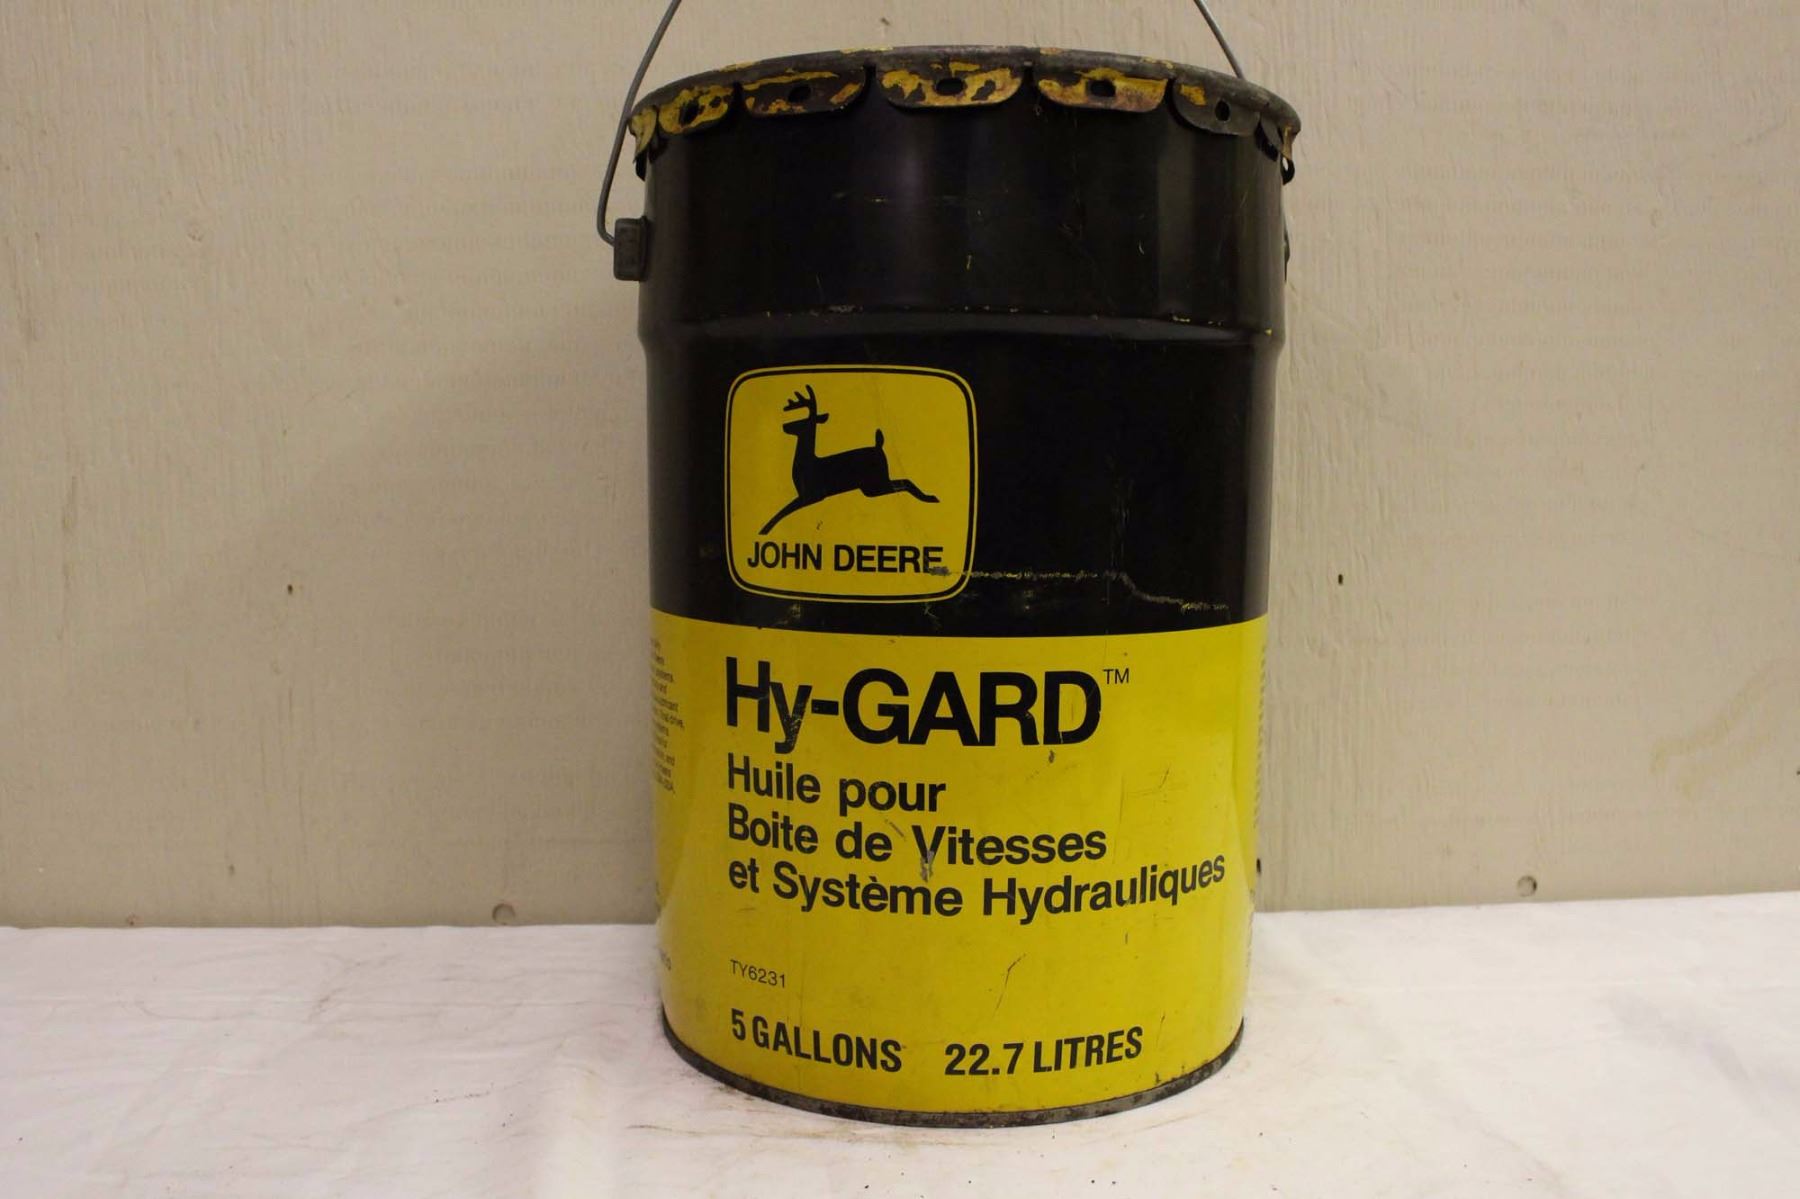 JOHN DEERE
Hy-GARD™
Huile pour
Boite de Vitesses
et Système Hydrauliques
TY6231
5 GALLONS 22.7 LITRES